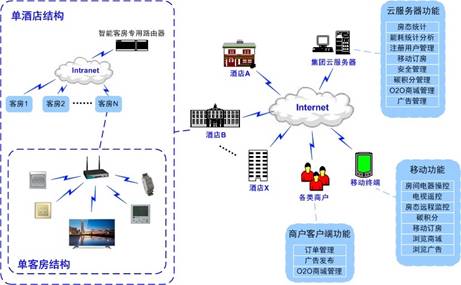 单酒店结构
智能客房专用路由器
Intranet
客房1
客房2
······
客房N
单客房结构
酒店A
集团云服务器
Internet
酒店B
酒店X
各类商户
移动终端
云服务器功能
房态统计
能耗统计分析
注册用户管理
移动订房
安全管理
碳积分管理
O2O商城管理
广告管理
移动功能
房间电器操控
电视遥控
房态远程监控
碳积分
移动订房
浏览商城
浏览广告
商户客户端功能
订单管理
广告发布
O2O商城管理